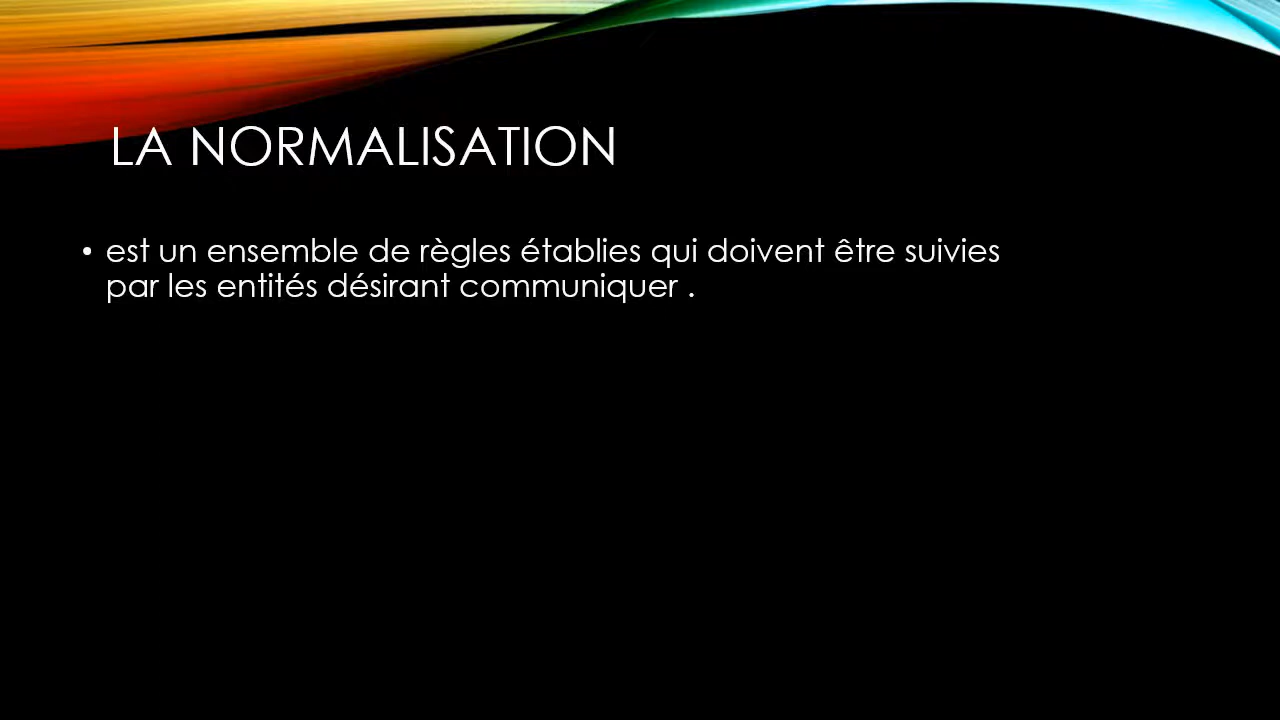 LA NORMALISATION
• est un ensemble de règles établies qui doivent être suivies
par les entités désirant communiquer .